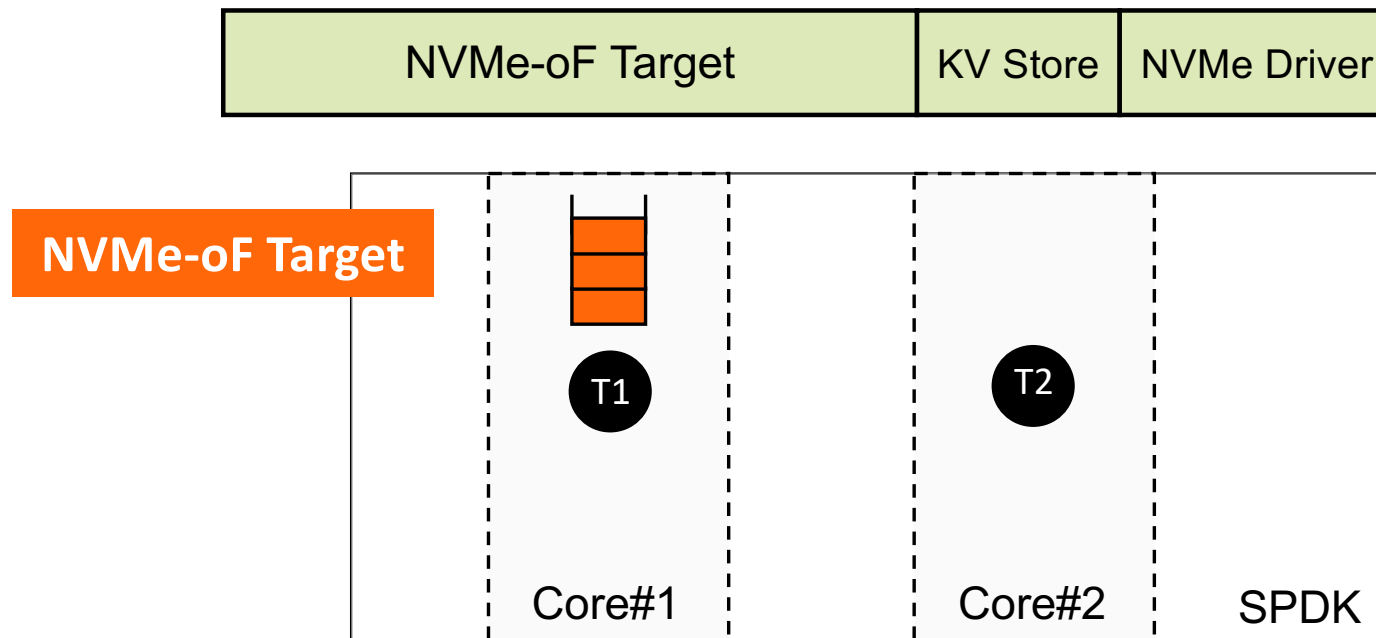 NVMe-oF Target
KV Store
NVMe Driver
NVMe-oF Target
T1
T2
Core#1
Core#2
SPDK